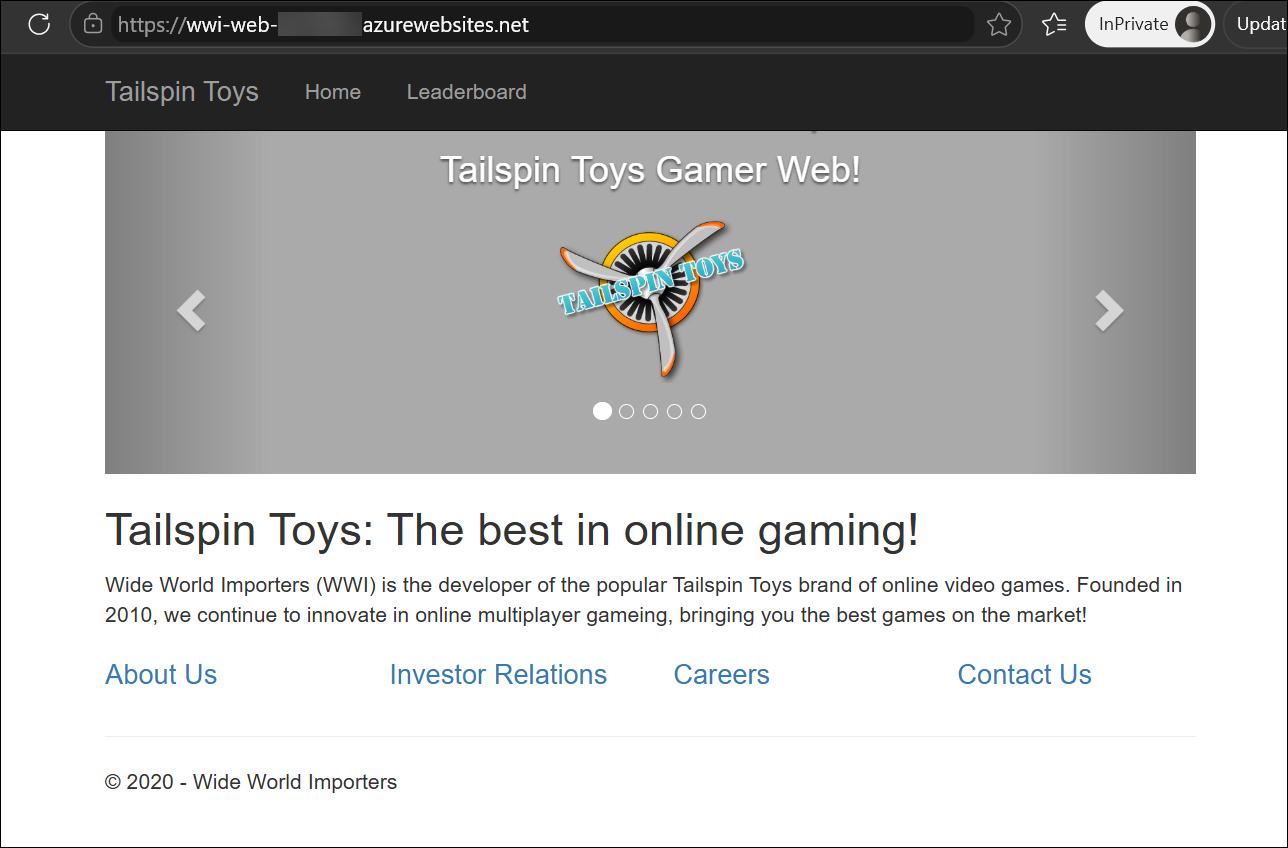 https://wwi-web-azurewebsites.net
InPrivate
Updat
Tailspin Toys
Home
Leaderboard
Tailspin Toys Gamer Web!
TAILSPIN TOYS
Tailspin Toys: The best in online gaming!
Wide World Importers (WWI) is the developer of the popular Tailspin Toys brand of online video games. Founded in
2010, we continue to innovate in online multiplayer gameing, bringing you the best games on the market!
About Us
Investor Relations
Careers
Contact Us
© 2020 - Wide World Importers